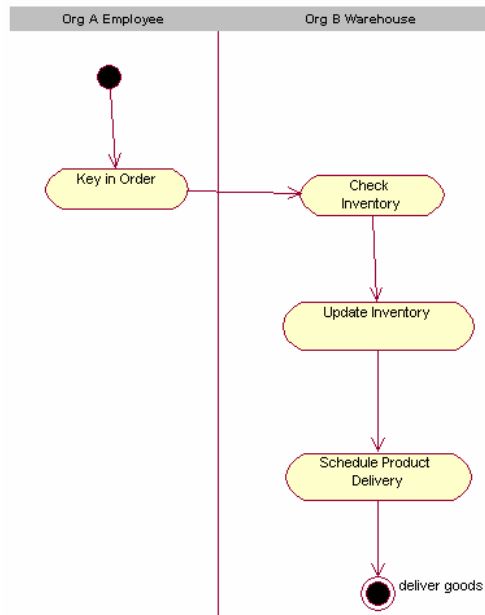 Org A Employee
Org B Warehouse
Key in Order
Check
Inventory
Update Inventory
Schedule Product
Delivery
deliver goods